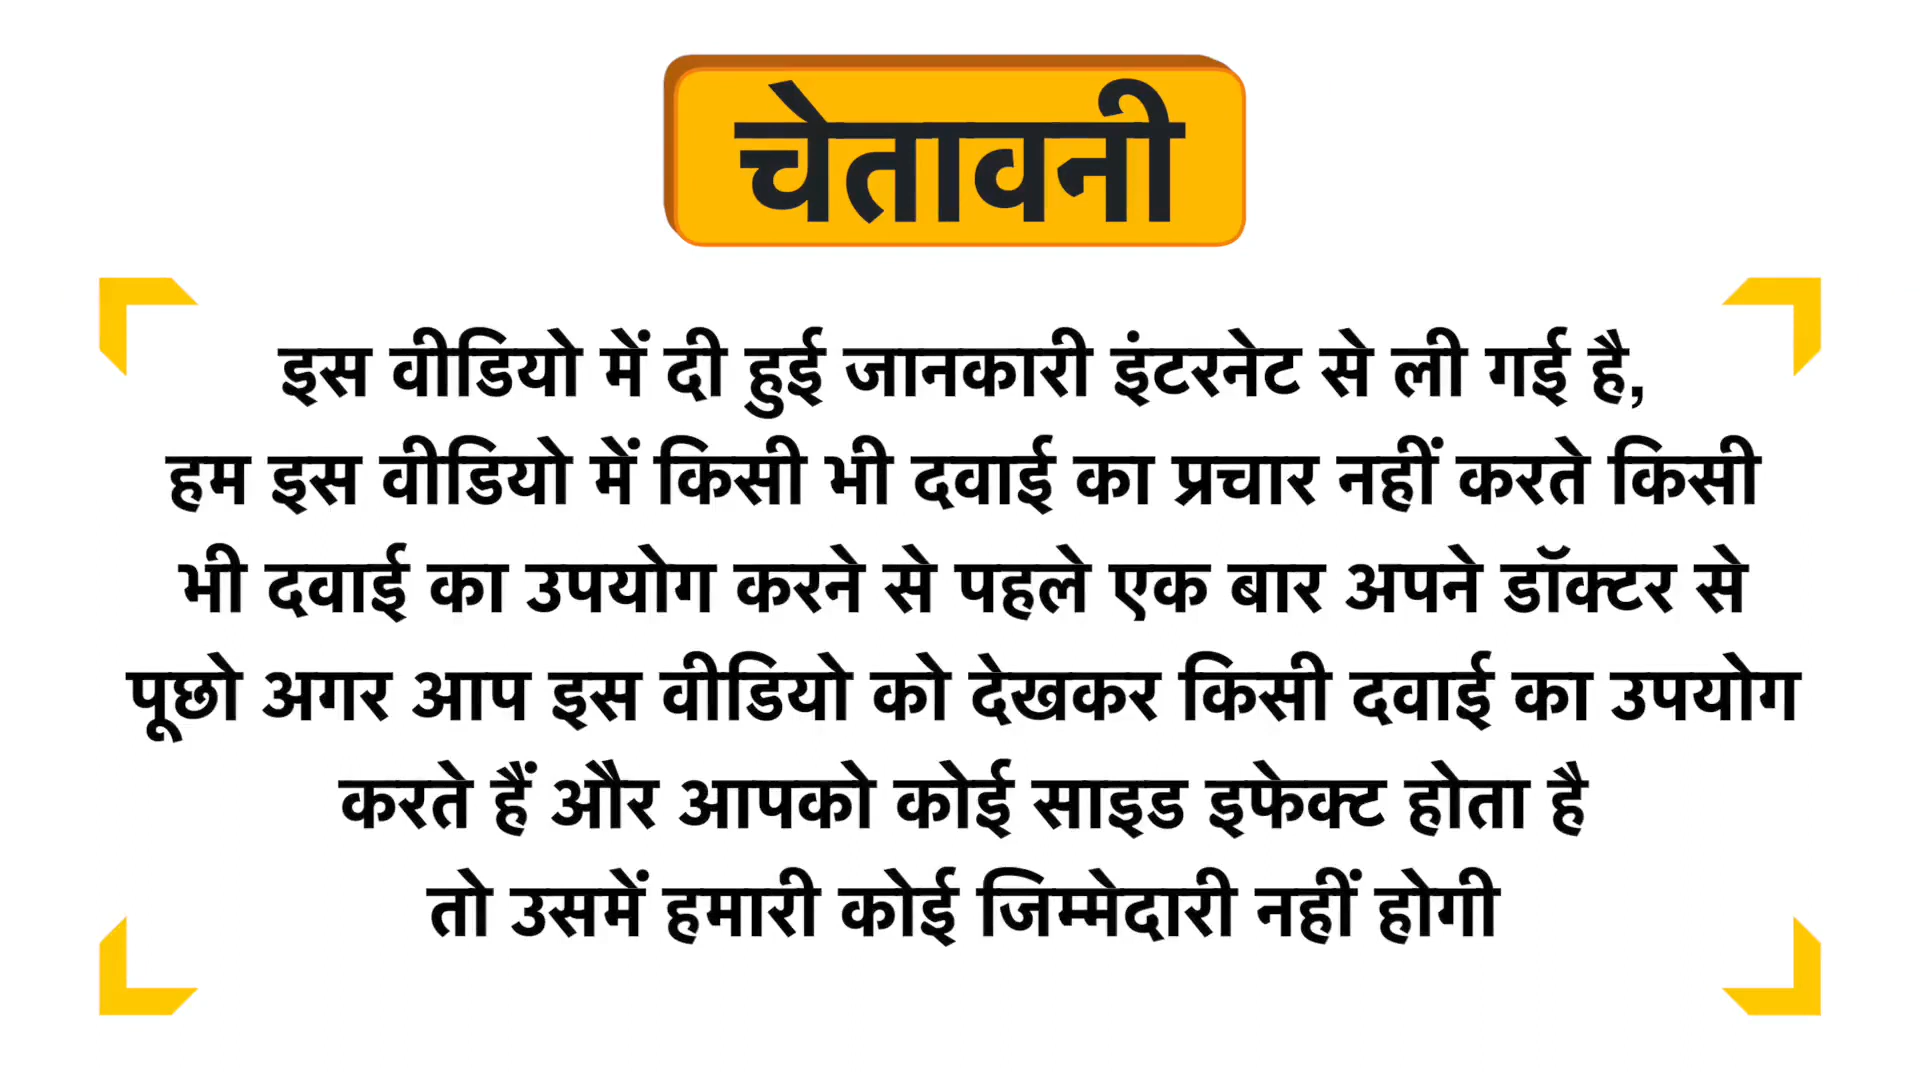 चेतावनी
इस वीडियो में दी हुई जानकारी इंटरनेट से ली गई है,
हम इस वीडियो में किसी भी दवाई का प्रचार नहीं करते किसी
भी दवाई का उपयोग करने से पहले एक बार अपने डॉक्टर से
पूछो अगर आप इस वीडियो को देखकर किसी दवाई का उपयोग
करते हैं और आपको कोई साइड इफेक्ट होता है
तो उसमें हमारी कोई जिम्मेदारी नहीं होगी